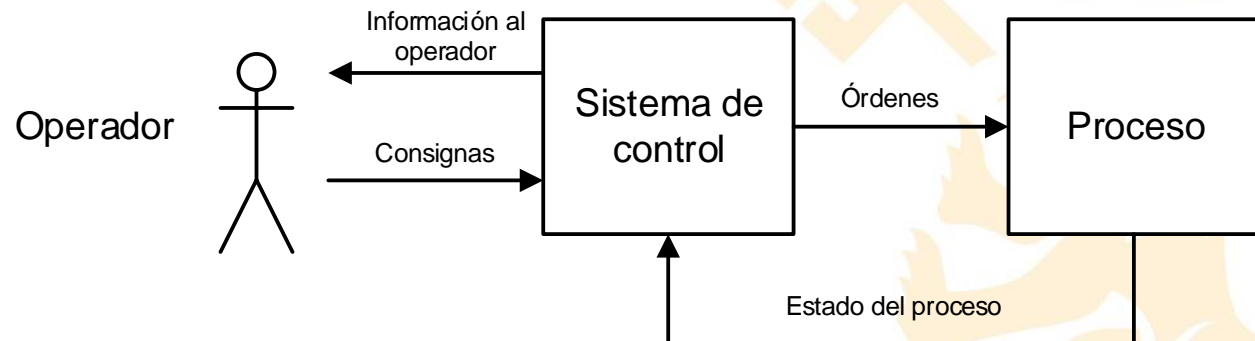 Información al
operador
Operador
Consignas
Sistema de
control
Órdenes
Proceso
Estado del proceso